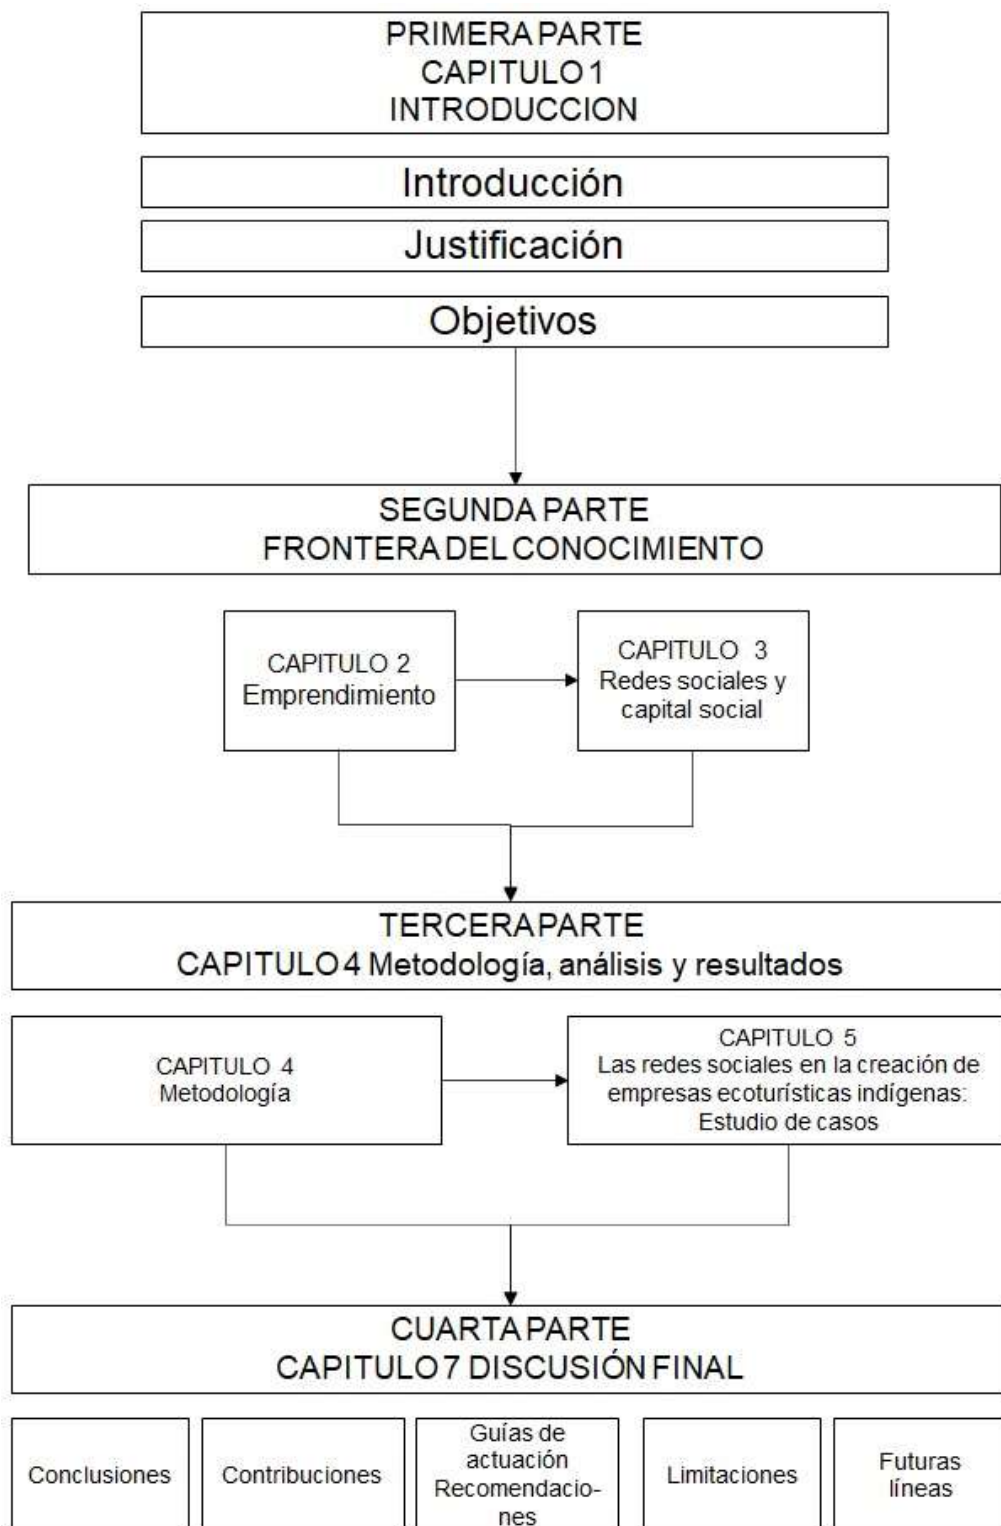 PRIMERA PARTE
CAPITULO 1
INTRODUCCION
Introducción
Justificación
Objetivos
SEGUNDA PARTE
FRONTERA DEL CONOCIMIENTO
CAPITULO 2
Emprendimiento
CAPITULO 3
Redes sociales y
capital social
TERCERA PARTE
CAPITULO 4 Metodología, análisis y resultados
CAPITULO 4
Metodología
CAPITULO 5
Las redes sociales en la creación de
empresas ecoturísticas indígenas:
Estudio de casos
CUARTA PARTE
CAPITULO 7 DISCUSIÓN FINAL
Conclusiones
Contribuciones
Guías de
actuación
Recomendacio-
nes
Limitaciones
Futuras
líneas